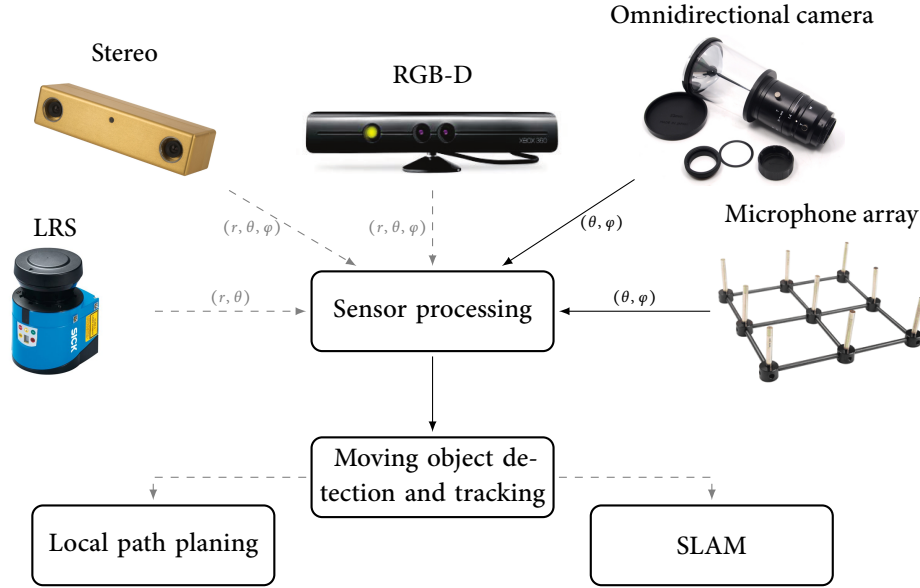 Omnidirectional camera
Stereo
RGB-D
XBOX 360
(r, θ, φ)
(r, θ, φ)
(θ, φ)
Microphone array
LRS
(r, θ)
Sensor processing
(θ, φ)
SICK
Moving object de-
tection and tracking
Local path planing
SLAM